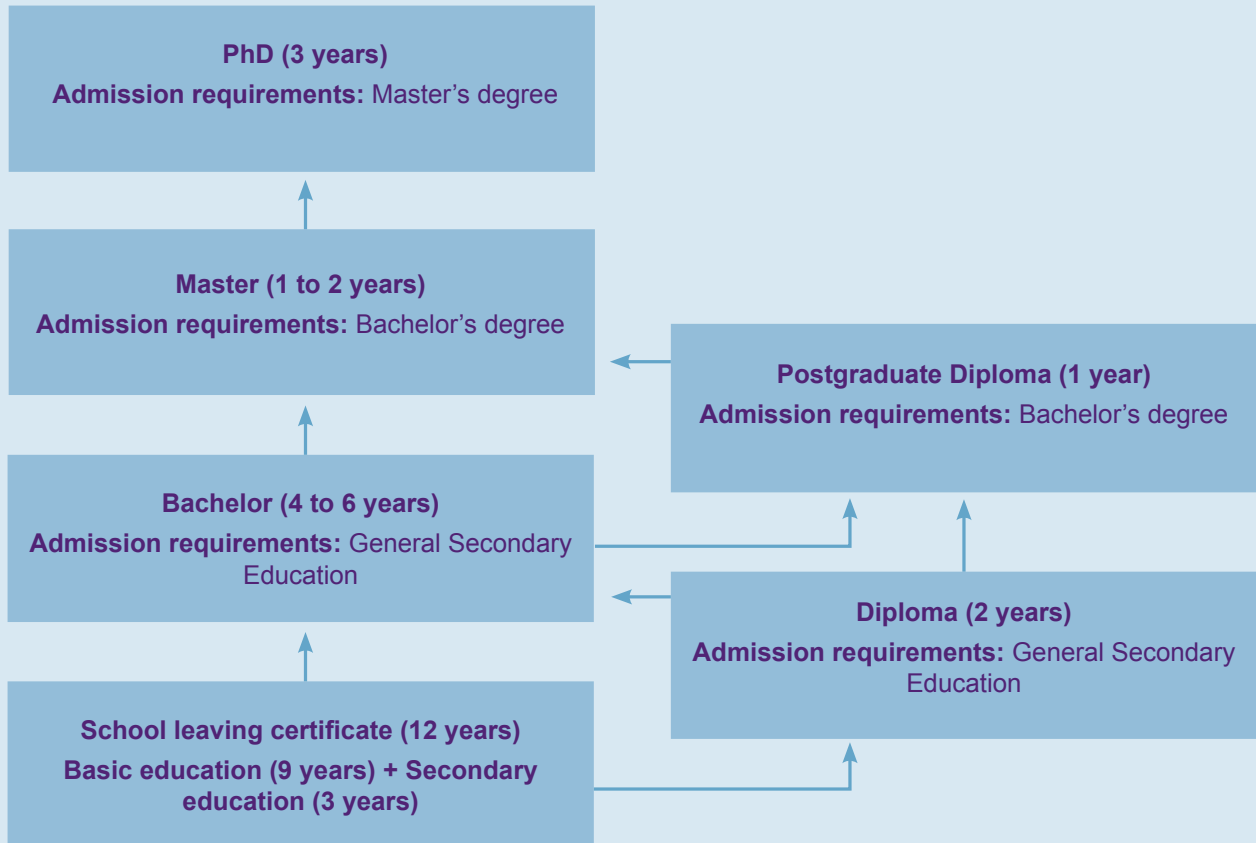 PhD (3 years)
Admission requirements: Master’s degree
Master (1 to 2 years)
Admission requirements: Bachelor’s degree
Postgraduate Diploma (1 year)
Admission requirements: Bachelor’s degree
Bachelor (4 to 6 years)
Admission requirements: General Secondary
Education
Diploma (2 years)
Admission requirements: General Secondary
Education
School leaving certificate (12 years)
Basic education (9 years) + Secondary
education (3 years)